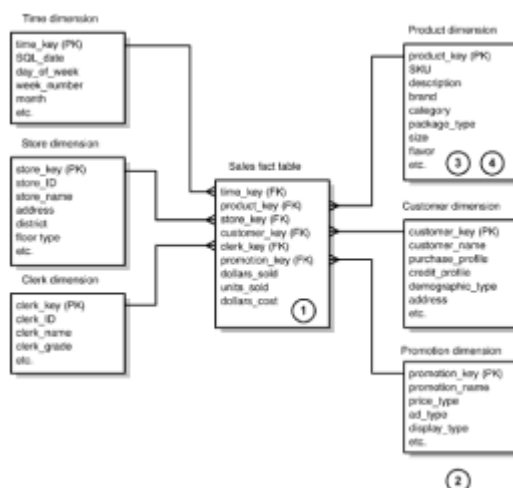 Time dimension
time_key (PK)
SQL_date
day_of_week
week_number
month
etc.
Store dimension
store_key (PK)
store_ID
store_name
address
district
floor type
etc.
Clerk dimension
clerk_key (PK)
clerk_ID
clerk_name
clerk_grade
etc.
Sales fact table
time_key (FK)
product_key (FK)
store_key (FK)
customer_key (FK)
clerk_key (FK)
promotion_key (FK)
dollars_sold
units_sold
dollars_cost
1
Product dimension
product_key (PK)
SKU
description
brand
category
package_type
size
flavor
etc.
3 4
Customer dimension
customer_key (PK)
customer_name
purchase_profile
credit_profile
demographic_type
address
etc.
Promotion dimension
promotion_key (PK)
promotion_name
price_type
ad_type
display_type
etc.
2